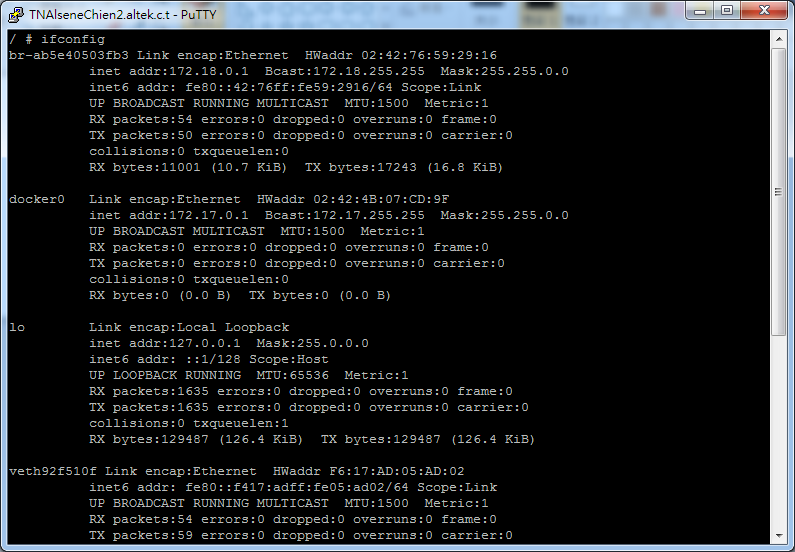 TNAIseneChien2.altek.c.t - PuTTY
/ # ifconfig
br-ab5e40503fb3 Link encap:Ethernet  HWaddr 02:42:76:59:29:16
          inet addr:172.18.0.1  Bcast:172.18.255.255  Mask:255.255.0.0
          inet6 addr: fe80::42:76ff:fe59:2916/64 Scope:Link
          UP BROADCAST RUNNING MULTICAST  MTU:1500  Metric:1
          RX packets:54 errors:0 dropped:0 overruns:0 frame:0
          TX packets:50 errors:0 dropped:0 overruns:0 carrier:0
          collisions:0 txqueuelen:0
          RX bytes:11001 (10.7 KiB)  TX bytes:17243 (16.8 KiB)

docker0   Link encap:Ethernet  HWaddr 02:42:4B:07:CD:9F
          inet addr:172.17.0.1  Bcast:172.17.255.255  Mask:255.255.0.0
          UP BROADCAST MULTICAST  MTU:1500  Metric:1
          RX packets:0 errors:0 dropped:0 overruns:0 frame:0
          TX packets:0 errors:0 dropped:0 overruns:0 carrier:0
          collisions:0 txqueuelen:0
          RX bytes:0 (0.0 B)  TX bytes:0 (0.0 B)

lo        Link encap:Local Loopback
          inet addr:127.0.0.1  Mask:255.0.0.0
          inet6 addr: ::1/128 Scope:Host
          UP LOOPBACK RUNNING  MTU:65536  Metric:1
          RX packets:1635 errors:0 dropped:0 overruns:0 frame:0
          TX packets:1635 errors:0 dropped:0 overruns:0 carrier:0
          collisions:0 txqueuelen:1
          RX bytes:129487 (126.4 KiB)  TX bytes:129487 (126.4 KiB)

veth92f510f Link encap:Ethernet  HWaddr F6:17:AD:05:AD:02
          inet6 addr: fe80::f417:adff:fe05:ad02/64 Scope:Link
          UP BROADCAST RUNNING MULTICAST  MTU:1500  Metric:1
          RX packets:54 errors:0 dropped:0 overruns:0 frame:0
          TX packets:59 errors:0 dropped:0 overruns:0 carrier:0